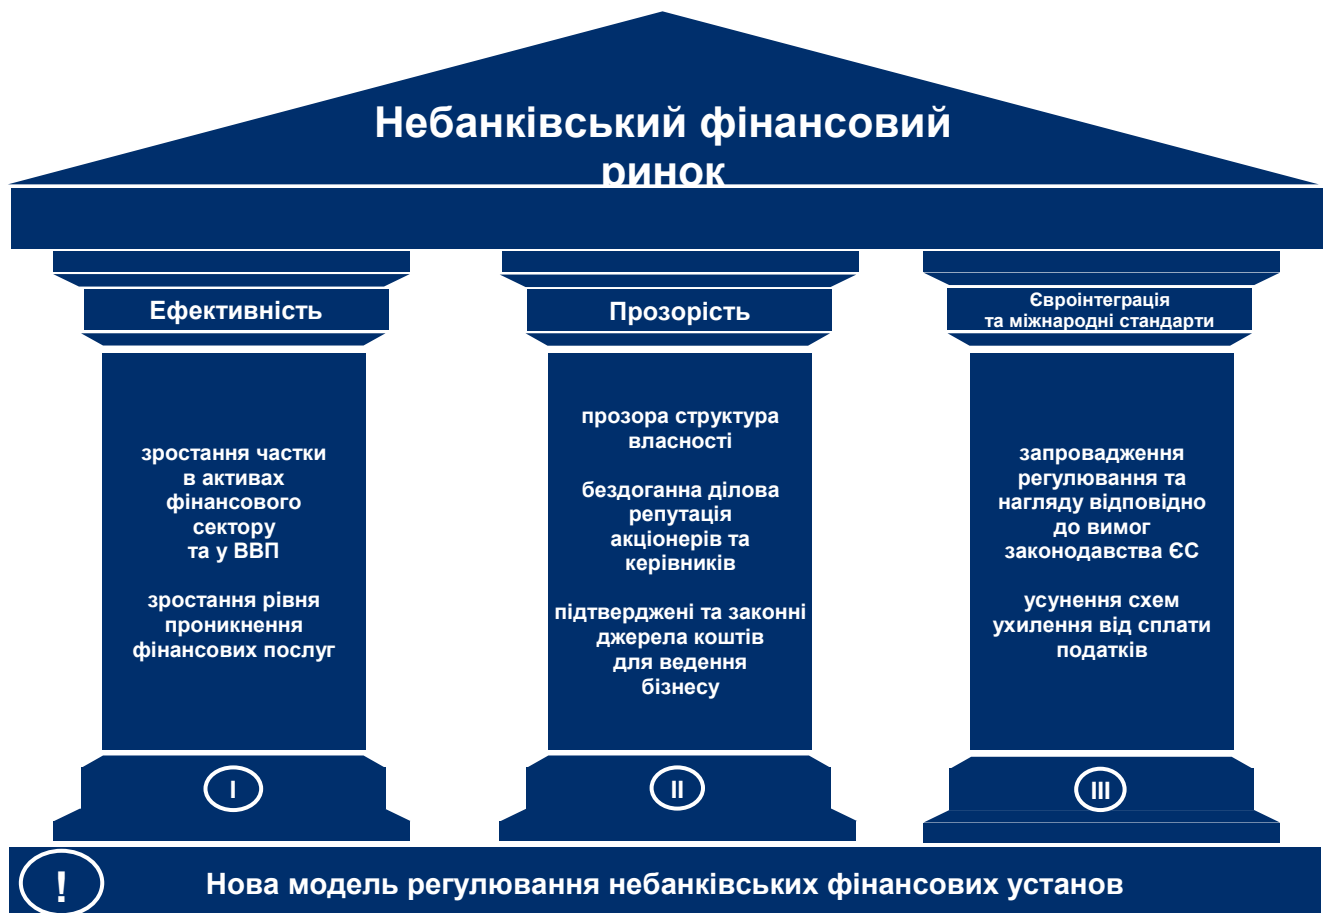 Небанківський фінансовий
ринок
Ефективність
Прозорість
Євроінтеграція
та міжнародні стандарти
зростання частки
в активах
фінансового
сектору
та у ВВП
зростання рівня
проникнення
фінансових послуг
прозора структура
власності
бездоганна ділова
репутація
акціонерів та
керівників
підтверджені та законні
джерела коштів
для ведення
бізнесу
запровадження
регулювання та
нагляду відповідно
до вимог
законодавства ЄС
усунення схем
ухилення від сплати
податків
I
II
III
!
Нова модель регулювання небанківських фінансових установ